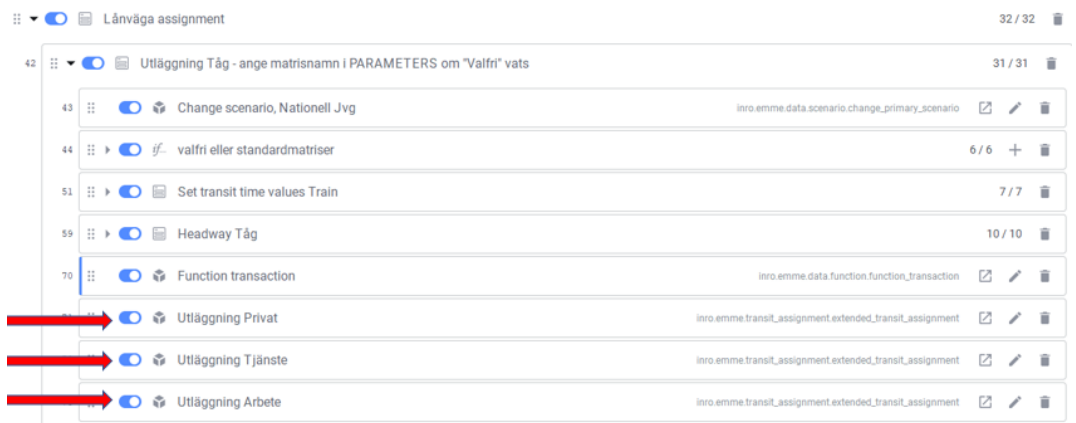 Lånväga assignment 32 / 32
42 Utläggning Tåg - ange matrisnamn i PARAMETERS om "Valfri" vats 31 / 31
43 Change scenario, Nationell Jvg inro.emme.data.scenario.change_primary_scenario
44 if... valfri eller standardmatriser 6 / 6
51 Set transit time values Train 7 / 7
59 Headway Tåg 10 / 10
70 Function transaction inro.emme.data.function.function_transaction
Utläggning Privat inro.emme.transit_assignment.extended_transit_assignment
Utläggning Tjänste inro.emme.transit_assignment.extended_transit_assignment
Utläggning Arbete inro.emme.transit_assignment.extended_transit_assignment